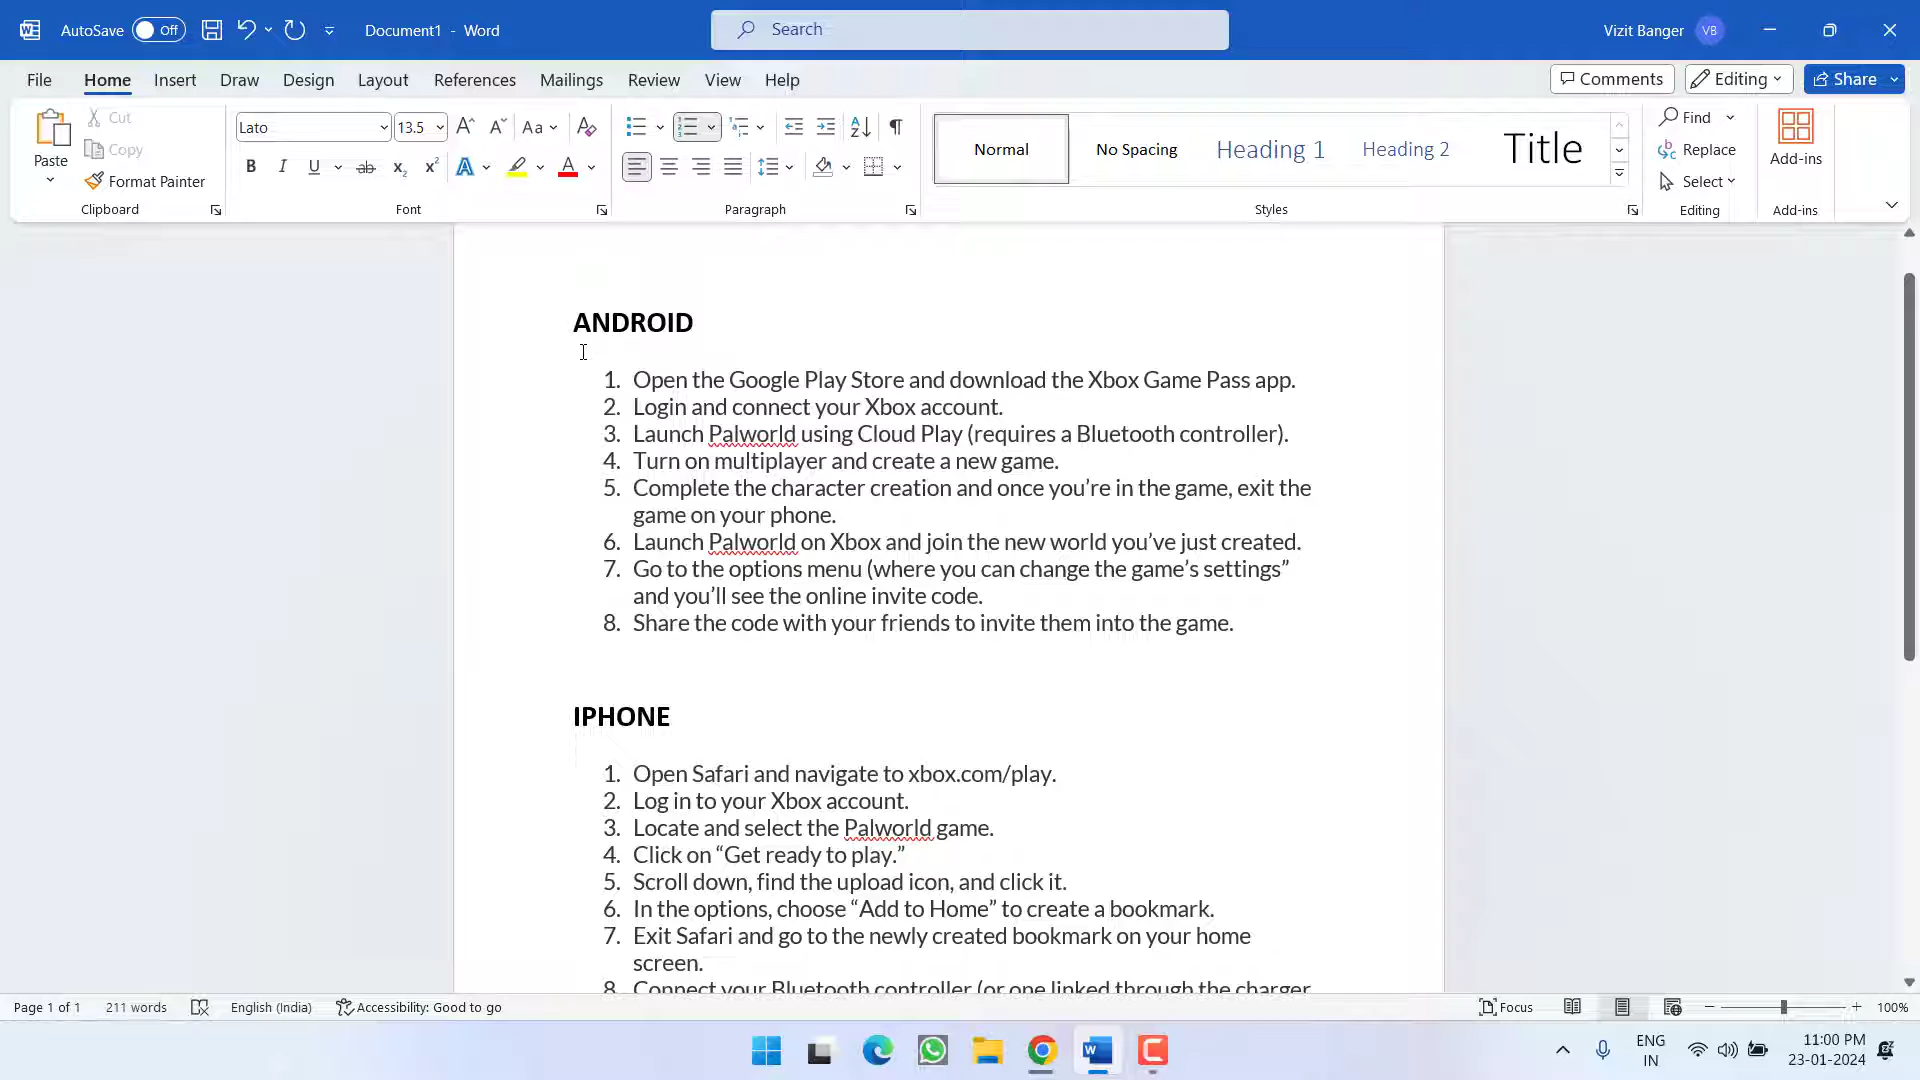 AutoSave Off Document1 - Word Search Vizit Banger VB
File Home Insert Draw Design Layout References Mailings Review View Help Comments Editing Share
Paste Cut Copy Format Painter Clipboard
Lato 13.5 Aa Font
Paragraph
Normal No Spacing Heading 1 Heading 2 Title Styles
Find Replace Select Editing
Add-ins Add-ins
ANDROID
1. Open the Google Play Store and download the Xbox Game Pass app.
2. Login and connect your Xbox account.
3. Launch Palworld using Cloud Play (requires a Bluetooth controller).
4. Turn on multiplayer and create a new game.
5. Complete the character creation and once you’re in the game, exit the
game on your phone.
6. Launch Palworld on Xbox and join the new world you’ve just created.
7. Go to the options menu (where you can change the game’s settings”
and you’ll see the online invite code.
8. Share the code with your friends to invite them into the game.
IPHONE
1. Open Safari and navigate to xbox.com/play.
2. Log in to your Xbox account.
3. Locate and select the Palworld game.
4. Click on “Get ready to play.”
5. Scroll down, find the upload icon, and click it.
6. In the options, choose “Add to Home” to create a bookmark.
7. Exit Safari and go to the newly created bookmark on your home
screen.
8. Connect your Bluetooth controller (or one linked through the charger
Page 1 of 1 211 words English (India) Accessibility: Good to go Focus 100%
ENG
IN
11:00 PM
23-01-2024